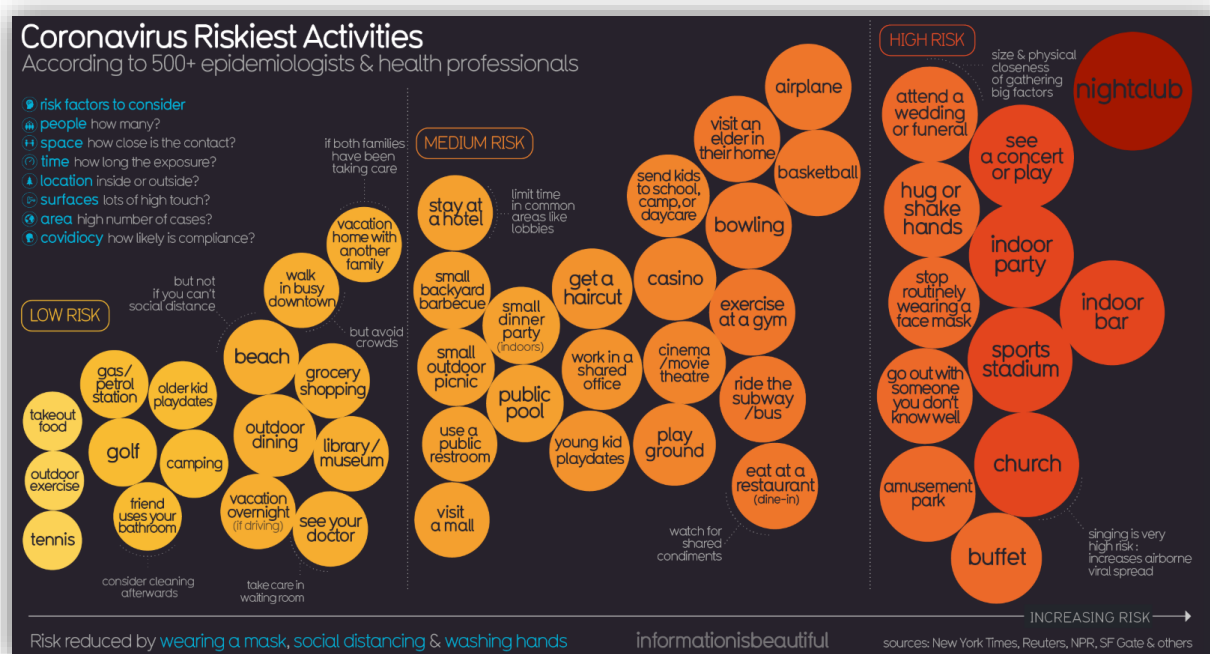 Coronavirus Riskiest Activities
According to 500+ epidemiologists & health professionals
risk factors to consider
people how many?
space how close is the contact?
time how long the exposure?
location inside or outside?
surfaces lots of high touch?
area high number of cases?
covidiocy how likely is compliance?
LOW RISK
takeout
food
outdoor
exercise
tennis
gas/
petrol
station
golf
friend
uses your
bathroom
consider cleaning
afterwards
older kid
playdates
camping
but not
if you can't
social distance
beach
outdoor
dining
vacation
overnight
(if driving)
walk
in busy
downtown
but avoid
crowds
grocery
shopping
library/
museum
see your
doctor
take care in
waiting room
if both families
have been
taking care
vacation
home with
another
family
MEDIUM RISK
stay at
a hotel
limit time
in common
areas like
lobbies
small
backyard
barbecue
small
outdoor
picnic
use a
public
restroom
visit
a mall
small
dinner
party
(indoors)
public
pool
get a
haircut
work in a
shared
office
young kid
playdates
send kids
to school,
camp, or
daycare
casino
cinema
/movie
theatre
play
ground
visit an
elder in
their home
bowling
exercise
at a gym
ride the
subway
/bus
eat at a
restaurant
(dine-in)
watch for
shared
condiments
airplane
basketball
HIGH RISK
size & physical
closeness
of gathering
big factors
attend a
wedding
or funeral
hug or
shake
hands
stop
routinely
wearing a
face mask
go out with
someone
you don't
know well
amusement
park
buffet
see
a concert
or play
indoor
party
sports
stadium
church
singing is very
high risk:
increases airborne
viral spread
nightclub
indoor
bar
INCREASING RISK
Risk reduced by wearing a mask, social distancing & washing hands
informationisbeautiful
sources: New York Times, Reuters, NPR, SF Gate & others